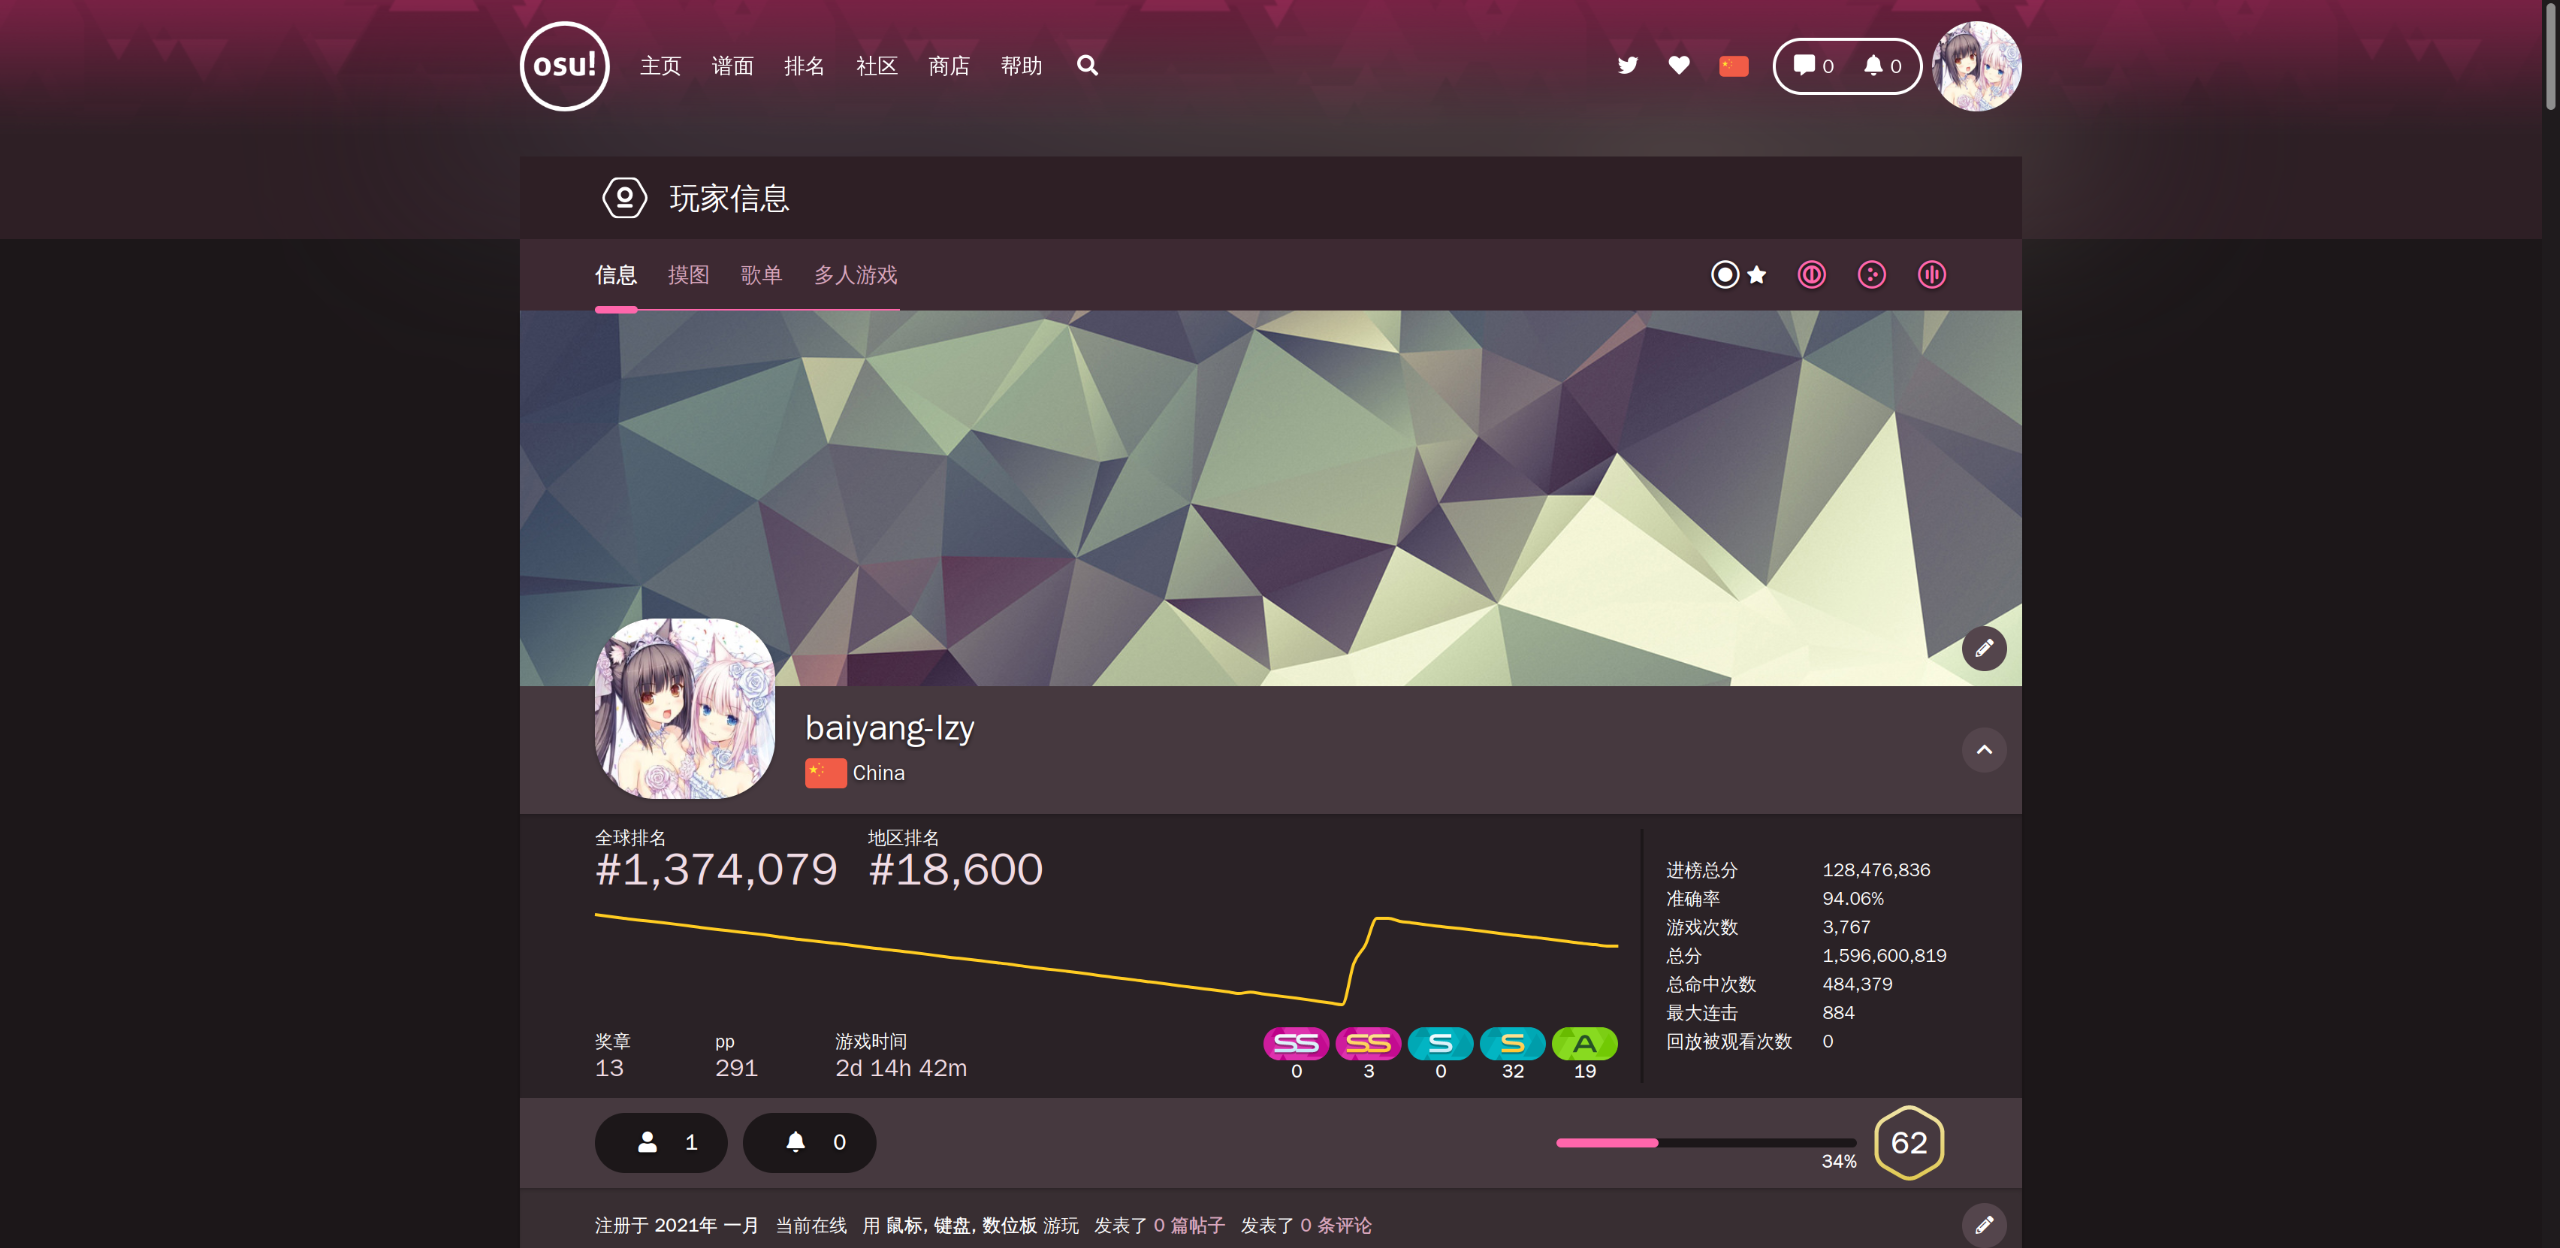 osu! 主页 谱面 排名 社区 商店 帮助 0 0
玩家信息
信息 摸图 歌单 多人游戏
baiyang-lzy
China
全球排名 地区排名
#1,374,079 #18,600
奖章 pp 游戏时间
13 291 2d 14h 42m
SS SS S S A
0 3 0 32 19
进榜总分 128,476,836
准确率 94.06%
游戏次数 3,767
总分 1,596,600,819
总命中次数 484,379
最大连击 884
回放被观看次数 0
1 0 62
34%
注册于 2021年 一月 当前在线 用 鼠标, 键盘, 数位板 游玩 发表了 0 篇帖子 发表了 0 条评论